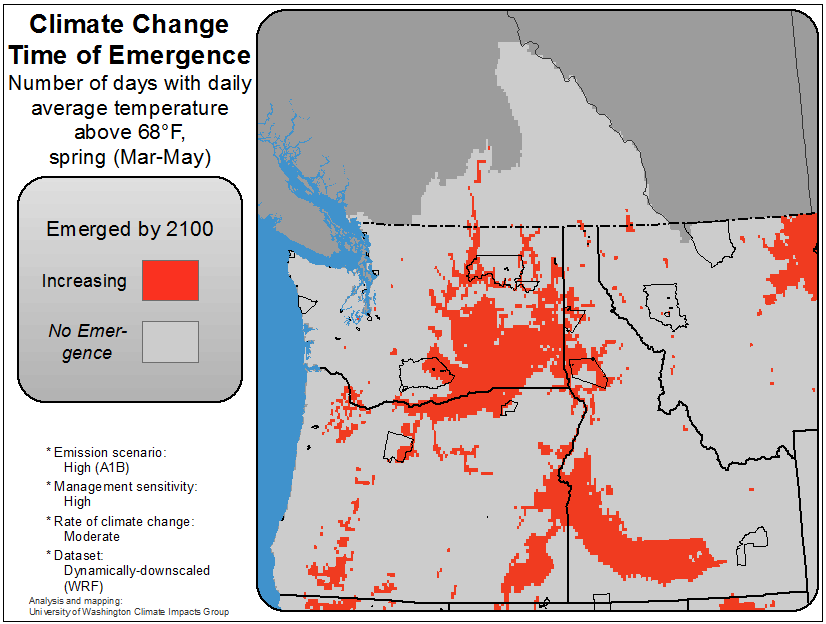 Climate Change
Time of Emergence
Number of days with daily
average temperature
above 68°F,
spring (Mar-May)
Emerged by 2100
Increasing
No Emer-
gence
* Emission scenario:
High (A1B)
* Management sensitivity:
High
* Rate of climate change:
Moderate
* Dataset:
Dynamically-downscaled
(WRF)
Analysis and mapping:
University of Washington Climate Impacts Group